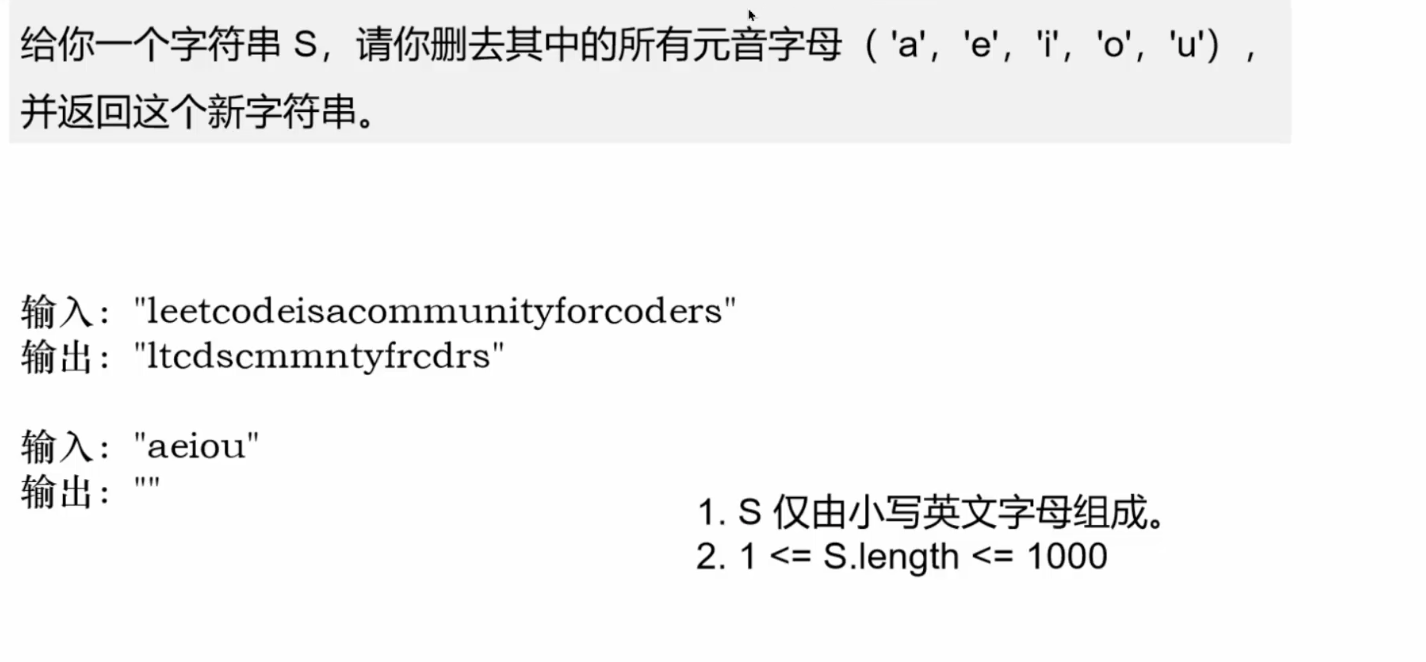 给你一个字符串 S，请你删去其中的所有元音字母（ 'a'，'e'，'i'，'o'，'u'），
并返回这个新字符串。
输入："leetcodeisacommunityforcoders"
输出："ltcdscmmntyfrcdrs"
输入："aeiou"
输出：""
1. S 仅由小写英文字母组成。
2. 1 <= S.length <= 1000